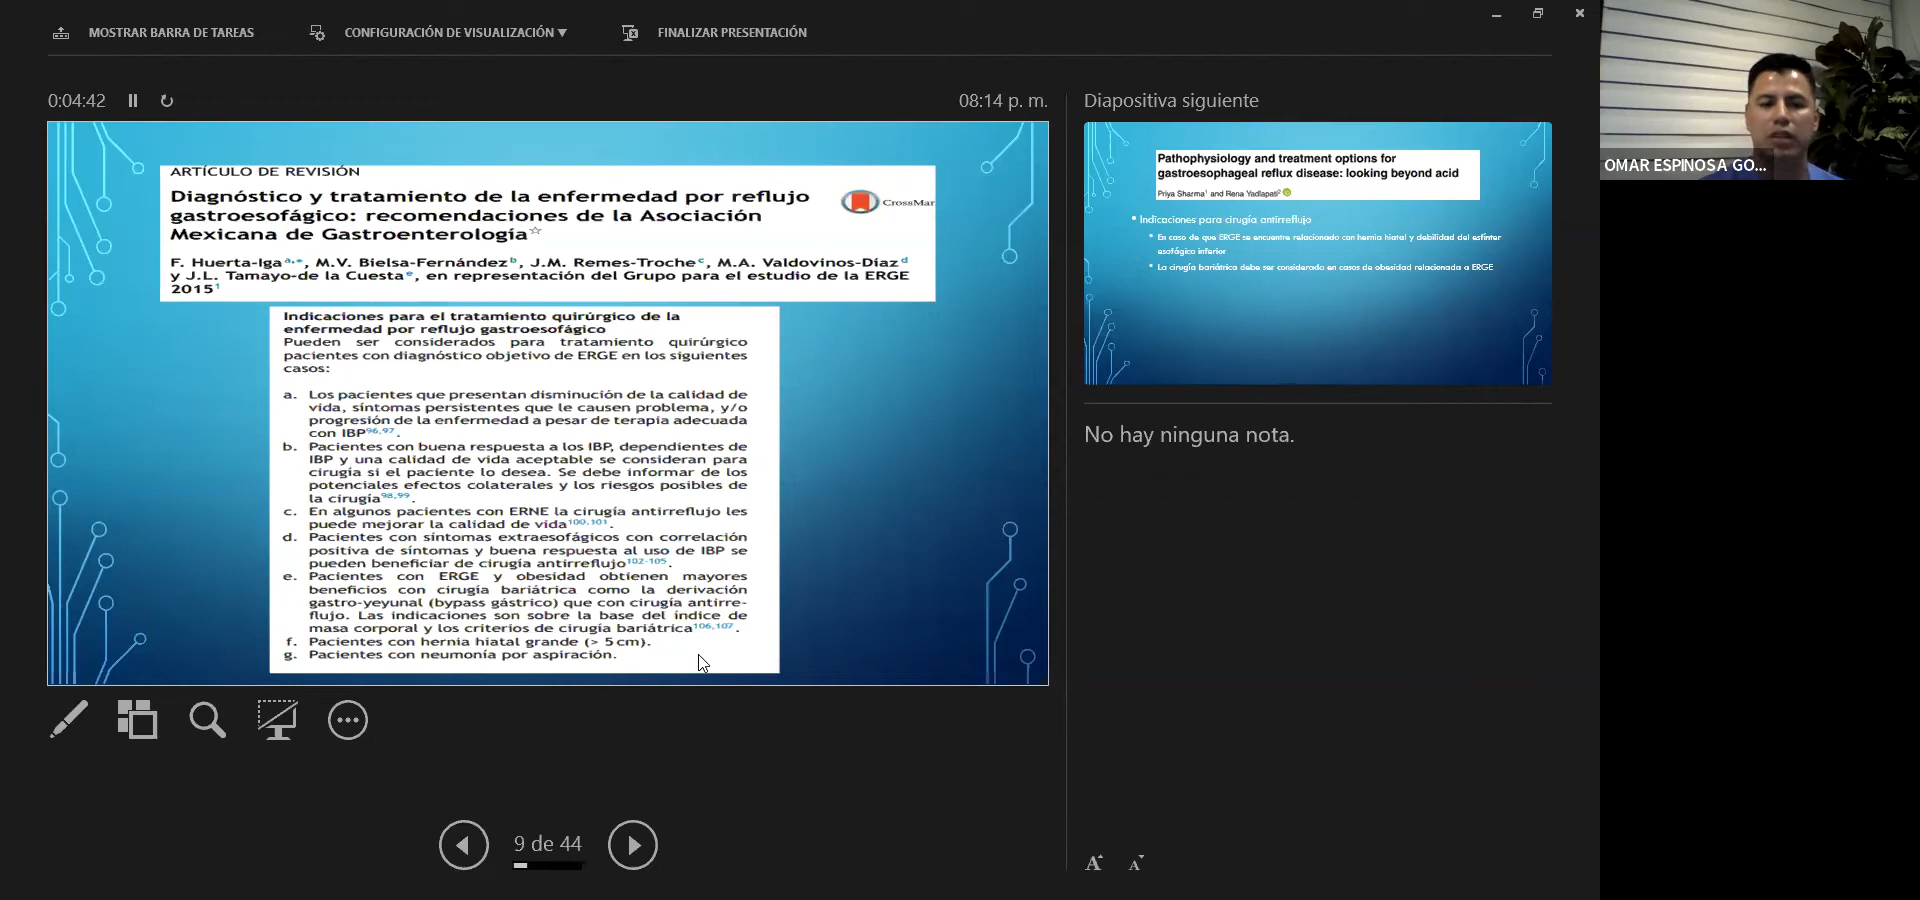 MOSTRAR BARRA DE TAREAS
CONFIGURACIÓN DE VISUALIZACIÓN ▼
FINALIZAR PRESENTACIÓN
0:04:42
08:14 p. m.
ARTÍCULO DE REVISIÓN
Diagnóstico y tratamiento de la enfermedad por reflujo
gastroesofágico: recomendaciones de la Asociación
Mexicana de Gastroenterología☆
CrossMar
F. Huerta-Iga a,*, M.V. Bielsa-Fernández b, J.M. Remes-Troche c, M.A. Valdovinos-Díaz d
y J.L. Tamayo-de la Cuesta e, en representación del Grupo para el estudio de la ERGE
2015 1
Indicaciones para el tratamiento quirúrgico de la
enfermedad por reflujo gastroesofágico
Pueden ser considerados para tratamiento quirúrgico
pacientes con diagnóstico objetivo de ERGE en los siguientes
casos:
a. Los pacientes que presentan disminución de la calidad de
vida, síntomas persistentes que le causen problema, y/o
progresión de la enfermedad a pesar de terapia adecuada
con IBP96,97.
b. Pacientes con buena respuesta a los IBP, dependientes de
IBP y una calidad de vida aceptable se consideran para
cirugía si el paciente lo desea. Se debe informar de los
potenciales efectos colaterales y los riesgos posibles de
la cirugía98,99.
c. En algunos pacientes con ERNE la cirugía antirreflujo les
puede mejorar la calidad de vida100,101.
d. Pacientes con síntomas extraesofágicos con correlación
positiva de síntomas y buena respuesta al uso de IBP se
pueden beneficiar de cirugía antirreflujo102-105.
e. Pacientes con ERGE y obesidad obtienen mayores
beneficios con cirugía bariátrica como la derivación
gastro-yeyunal (bypass gástrico) que con cirugía antirre-
flujo. Las indicaciones son sobre la base del índice de
masa corporal y los criterios de cirugía bariátrica106,107.
f. Pacientes con hernia hiatal grande (> 5 cm).
g. Pacientes con neumonía por aspiración.
9 de 44
Diapositiva siguiente
Pathophysiology and treatment options for
gastroesophageal reflux disease: looking beyond acid
Priya Sharma1 and Rena Yadlapati2
• Indicaciones para cirugía antirreflujo
• En caso de que ERGE se encuentre relacionado con hernia hiatal y debilidad del esfínter
esofágico inferior
• La cirugía bariátrica debe ser considerada en casos de obesidad relacionada a ERGE
No hay ninguna nota.
A A
OMAR ESPINOSA GO...